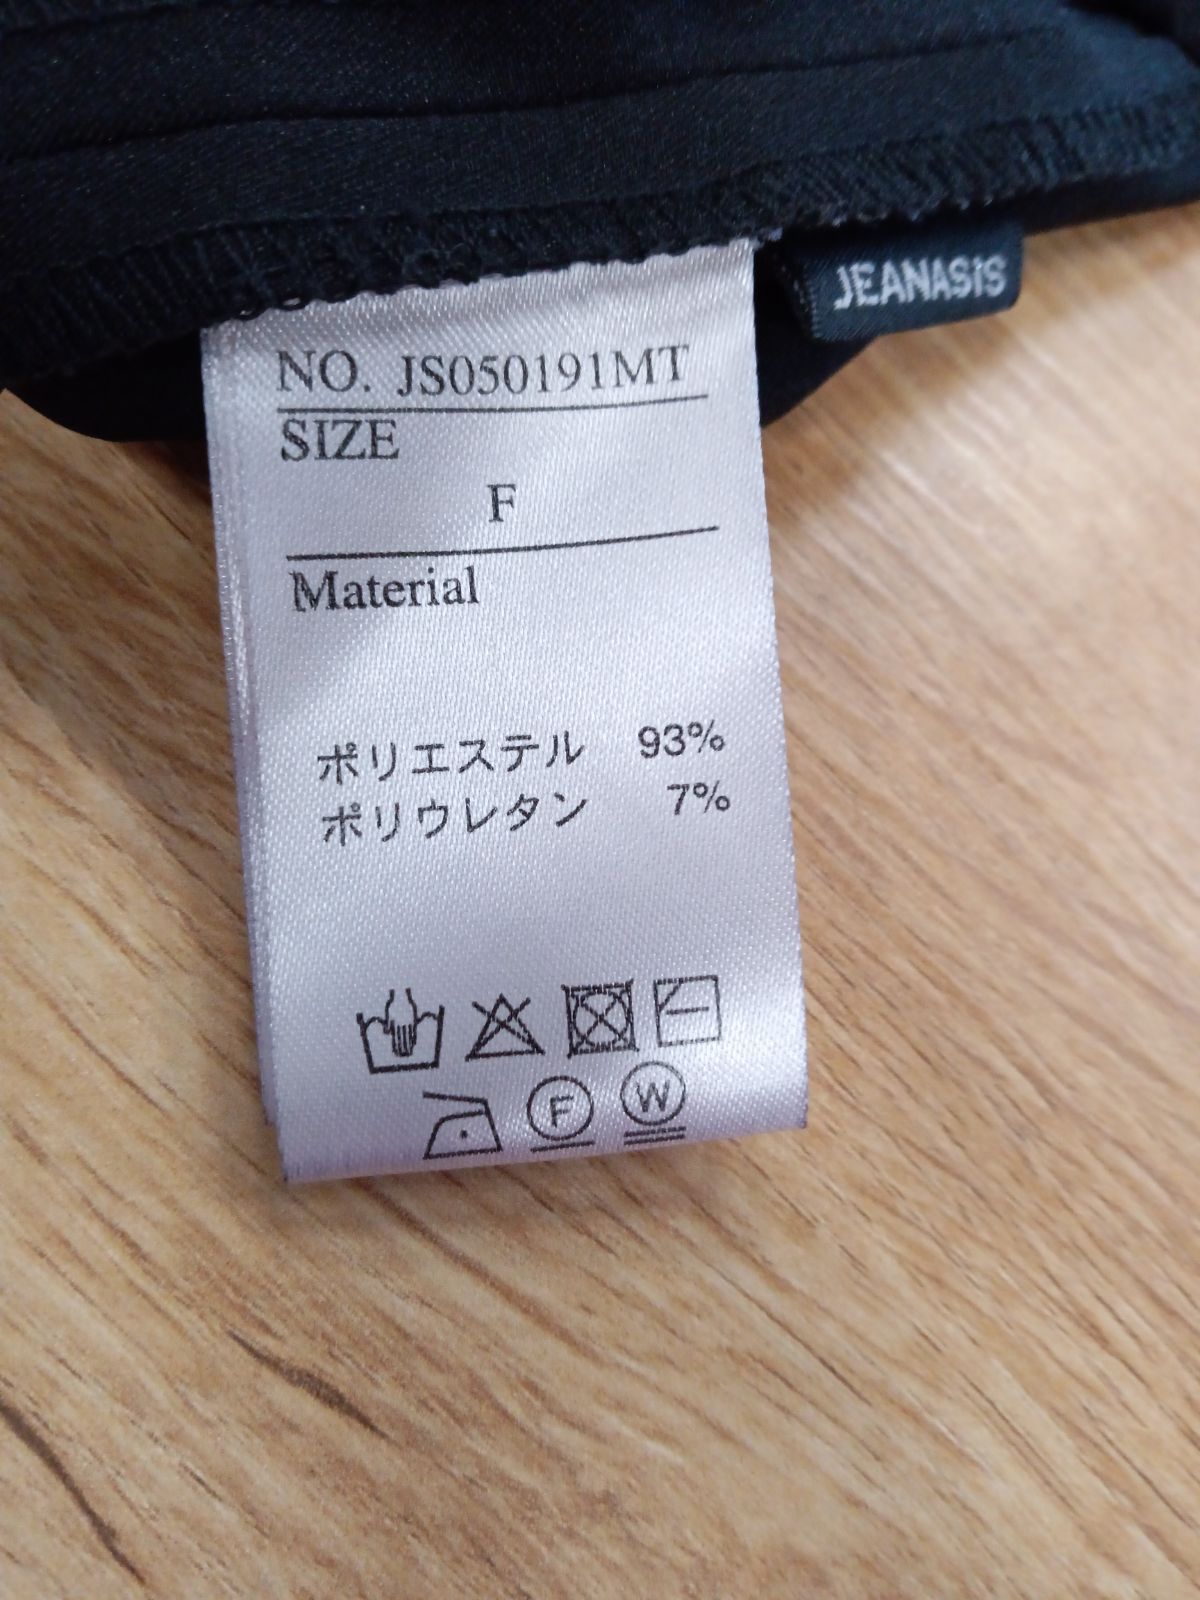 JEANASiS
NO. JS050191MT
SIZE
F
Material
ポリエステル 93%
ポリウレタン 7%
F W